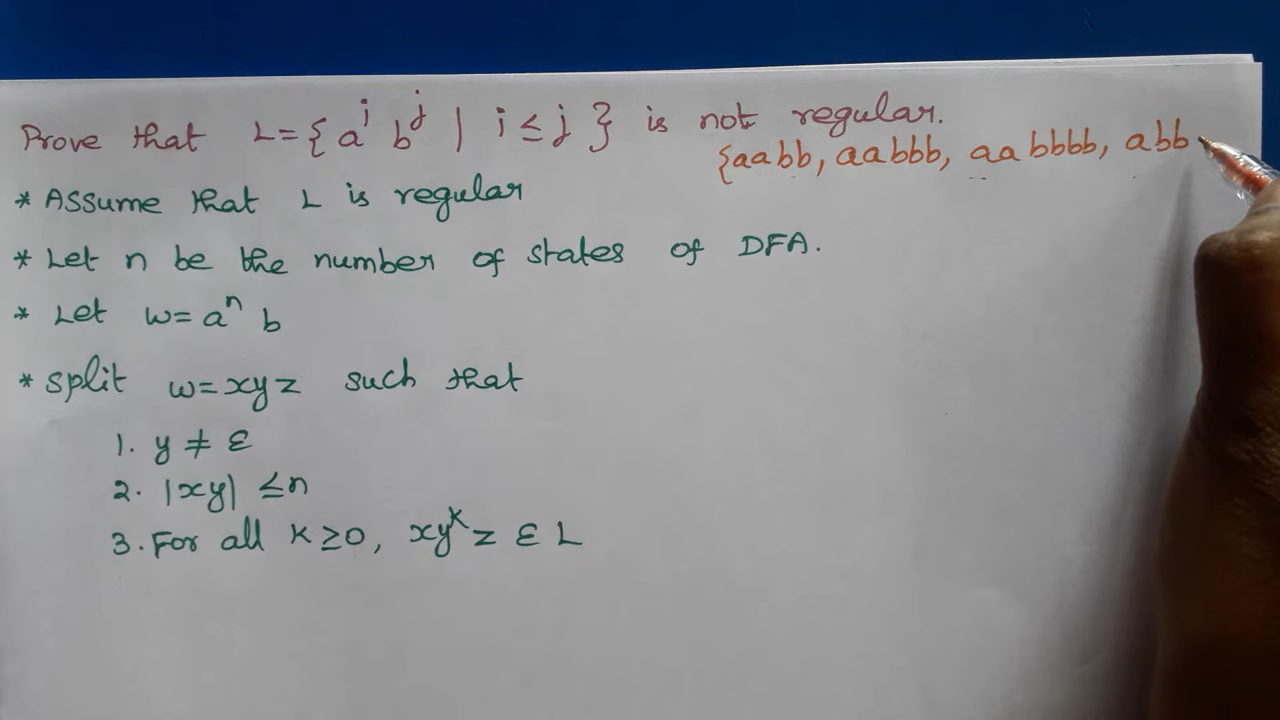 Prove that L={a^i b^j | i≤j} is not regular.
{aabb, aabbb, aabbbb, abb
* Assume that L is regular
* Let n be the number of states of DFA.
* Let w=a^n b
* Split w=xyz such that
1. y ≠ ε
2. |xy| ≤n
3. For all K≥0, xy^k z ε L